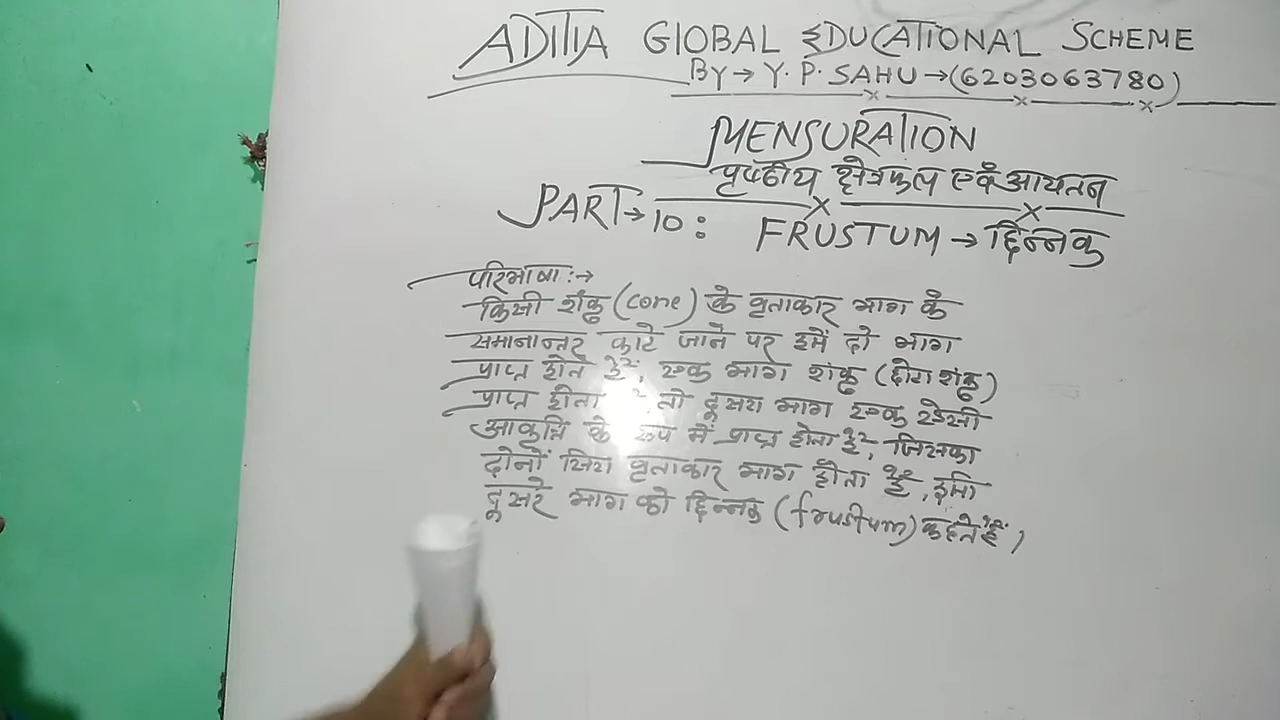 ADITIA GLOBAL EDUCATIONAL SCHEME
BY → Y. P. SAHU → (6203063780)
MENSURATION
पृष्ठीय क्षेत्रफल एवं आयतन
PART → 10: FRUSTUM → छिन्नक
परिभाषा :→
किसी शंकु (cone) के वृताकार भाग के
समानान्तर काटे जाने पर हमें दो भाग
प्राप्त होते हैं, एक भाग शंकु (छोटा शंकु)
प्राप्त होता है, तो दूसरा भाग एक ऐसी
आकृति के रूप में प्राप्त होता है, जिसका
दोनों सिरा वृताकार भाग होता है, इसी
दूसरे भाग को छिन्नक (frustum) कहते हैं।